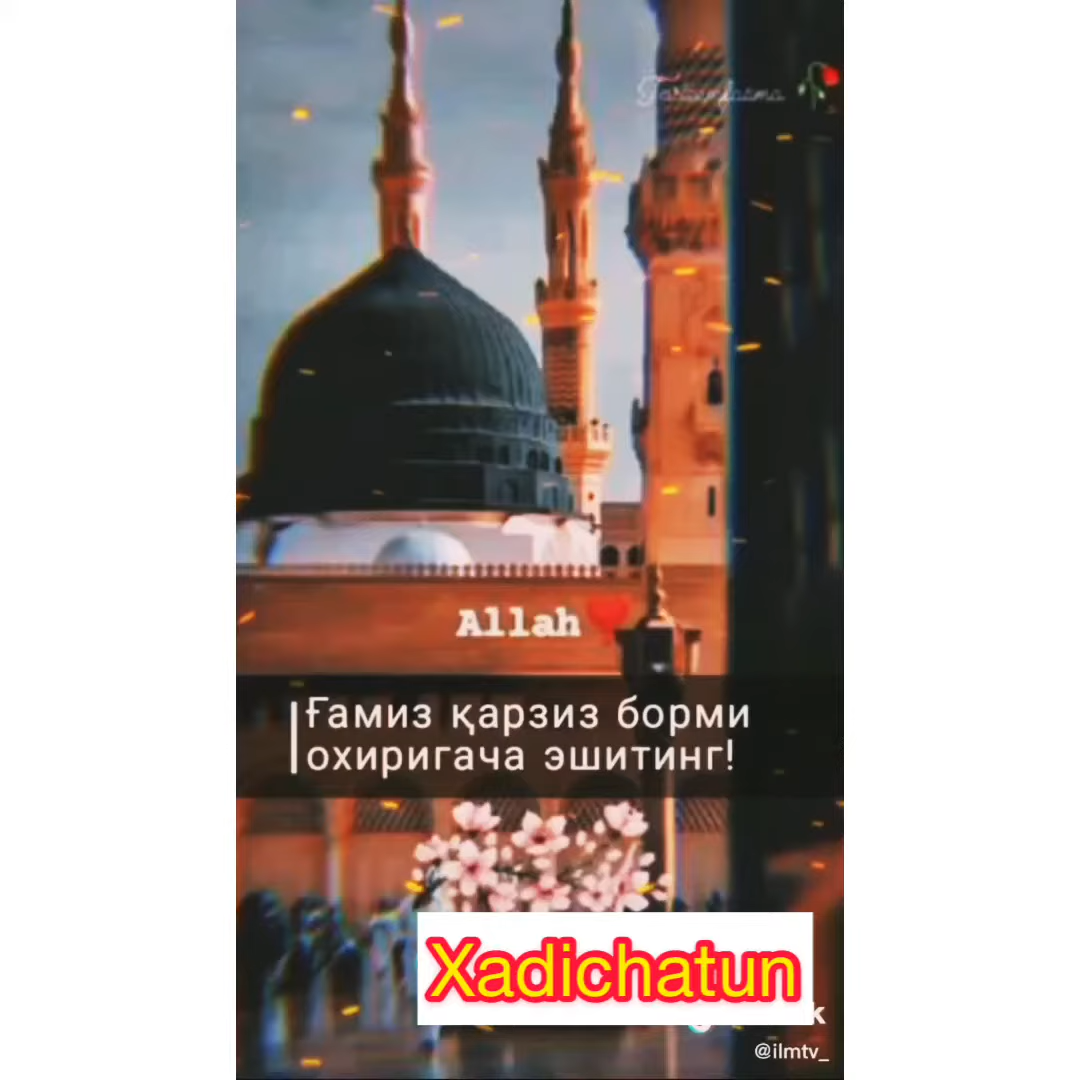 Allah
Ғамиз қарзиз борми
охиригача эшитинг!
Xadichatun
k
@ilmtv_